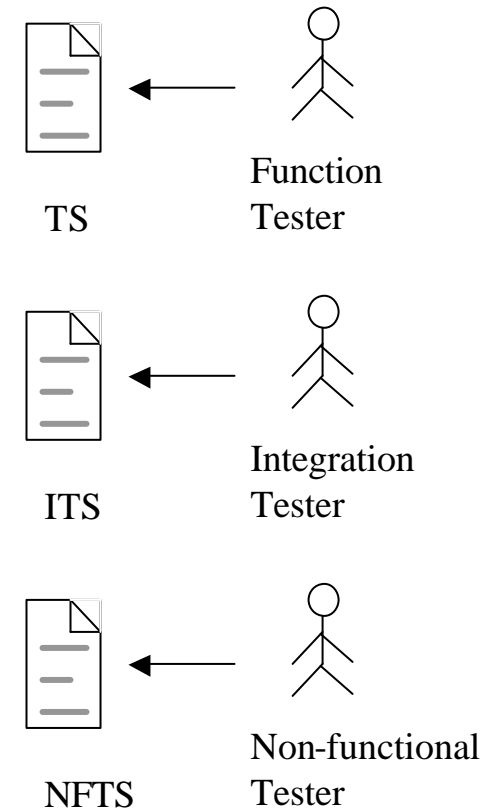 Function
Tester
TS
Integration
Tester
ITS
Non-functional
Tester
NFTS